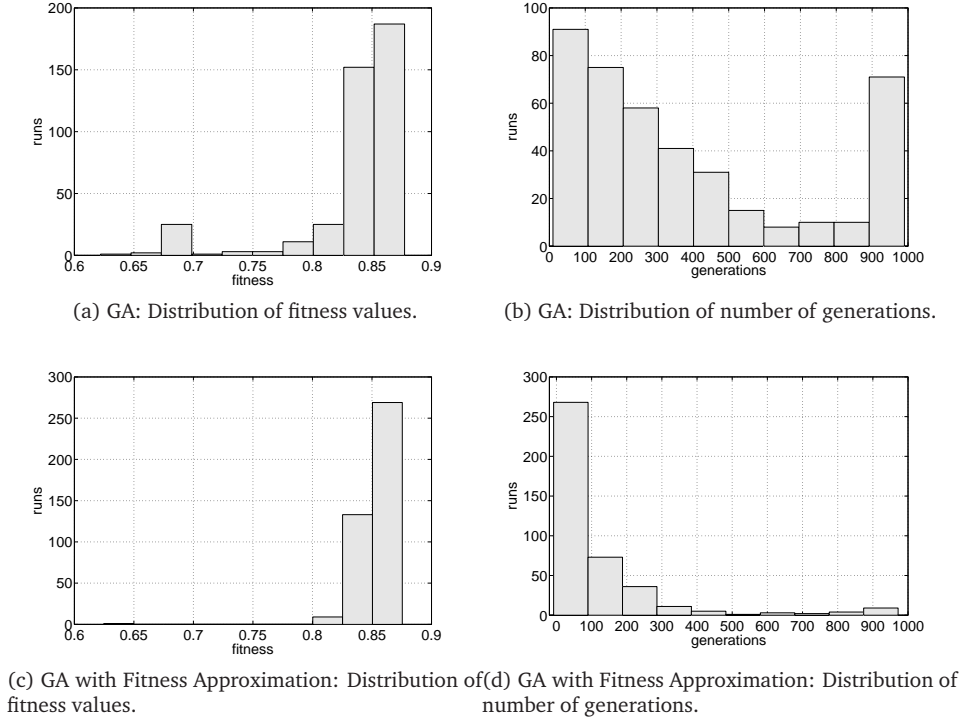 200
150
100
50
0
runs
0.6 0.65 0.7 0.75 0.8 0.85 0.9
fitness
(a) GA: Distribution of fitness values.
100
80
60
40
20
0
runs
0 100 200 300 400 500 600 700 800 900 1000
generations
(b) GA: Distribution of number of generations.
300
250
200
150
100
50
0
runs
0.6 0.65 0.7 0.75 0.8 0.85 0.9
fitness
(c) GA with Fitness Approximation: Distribution of
fitness values.
300
250
200
150
100
50
0
runs
0 100 200 300 400 500 600 700 800 900 1000
generations
(d) GA with Fitness Approximation: Distribution of
number of generations.